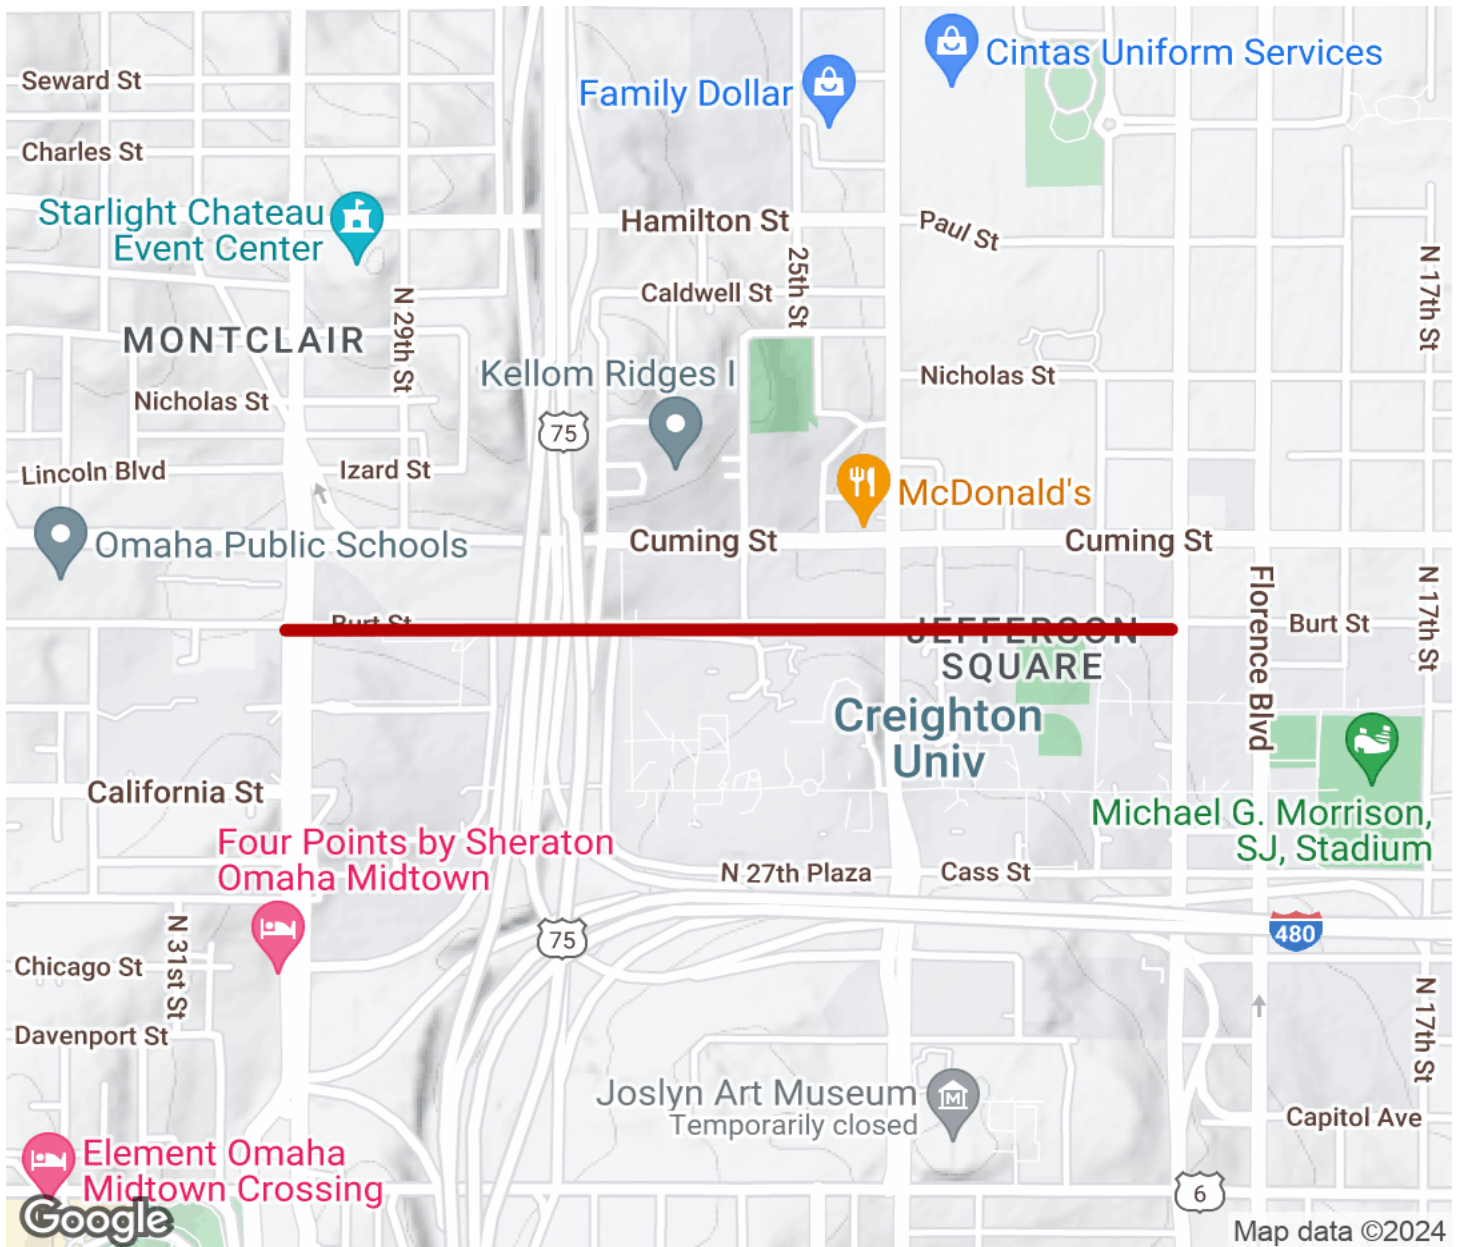 Cintas Uniform Services
Seward St
Family Dollar
Charles St
Starlight Chateau
Event Center
Hamilton St
Paul St
25th St
N 17th St
Caldwell St
N 29th St
MONTCLAIR
Kellom Ridges I
Nicholas St
Nicholas St
75
Lincoln Blvd
Izard St
McDonald's
Omaha Public Schools
Cuming St
Cuming St
Florence Blvd
N 17th St
Burt St
Burt St
JEFFERSON
SQUARE
Creighton
Univ
California St
Michael G. Morrison,
SJ, Stadium
Four Points by Sheraton
Omaha Midtown
N 27th Plaza
Cass St
N 31st St
75
480
Chicago St
N 17th St
Davenport St
Joslyn Art Museum
Temporarily closed
M
Capitol Ave
Element Omaha
Midtown Crossing
6
Google
Map data ©2024